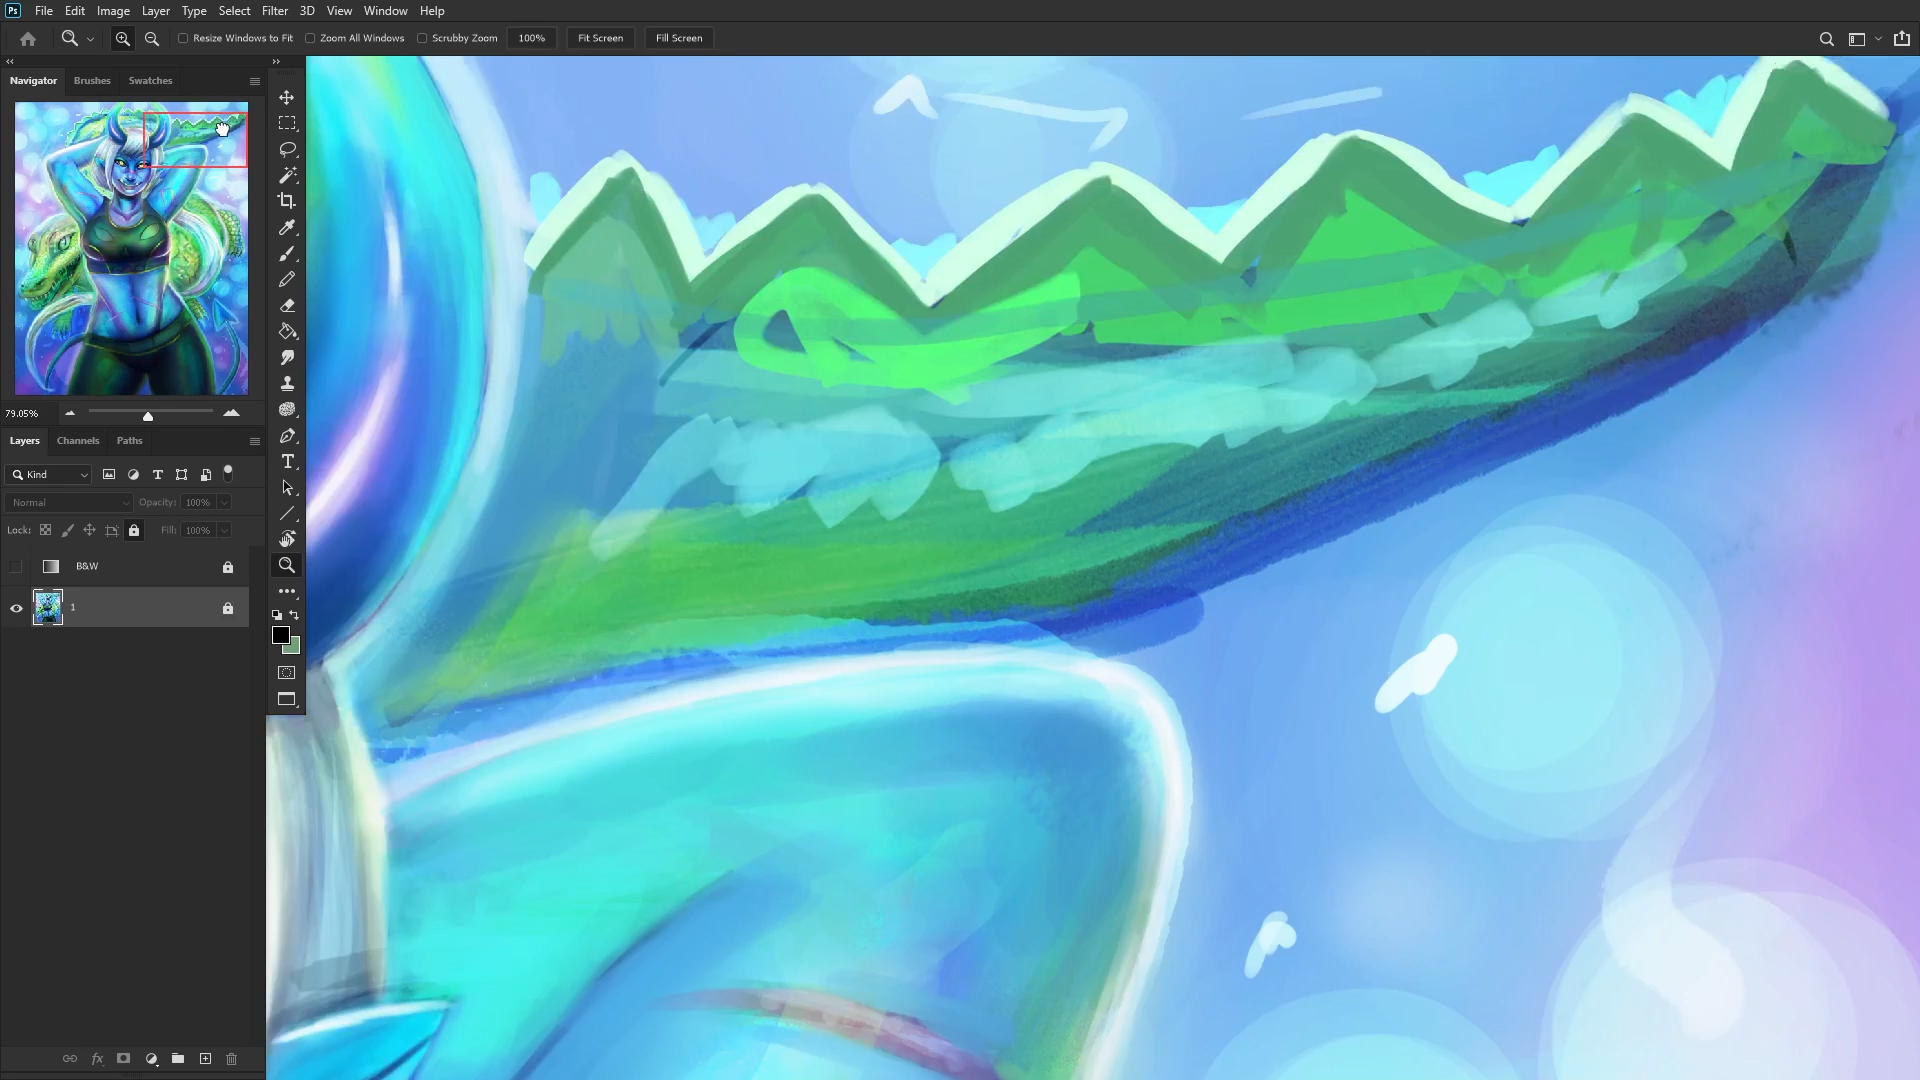 Ps File Edit Image Layer Type Select Filter 3D View Window Help
Resize Windows to Fit Zoom All Windows Scrubby Zoom 100% Fit Screen Fill Screen
Navigator Brushes Swatches
79.05%
Layers Channels Paths
Kind
Normal Opacity: 100%
Lock: Fill: 100%
B&W
1